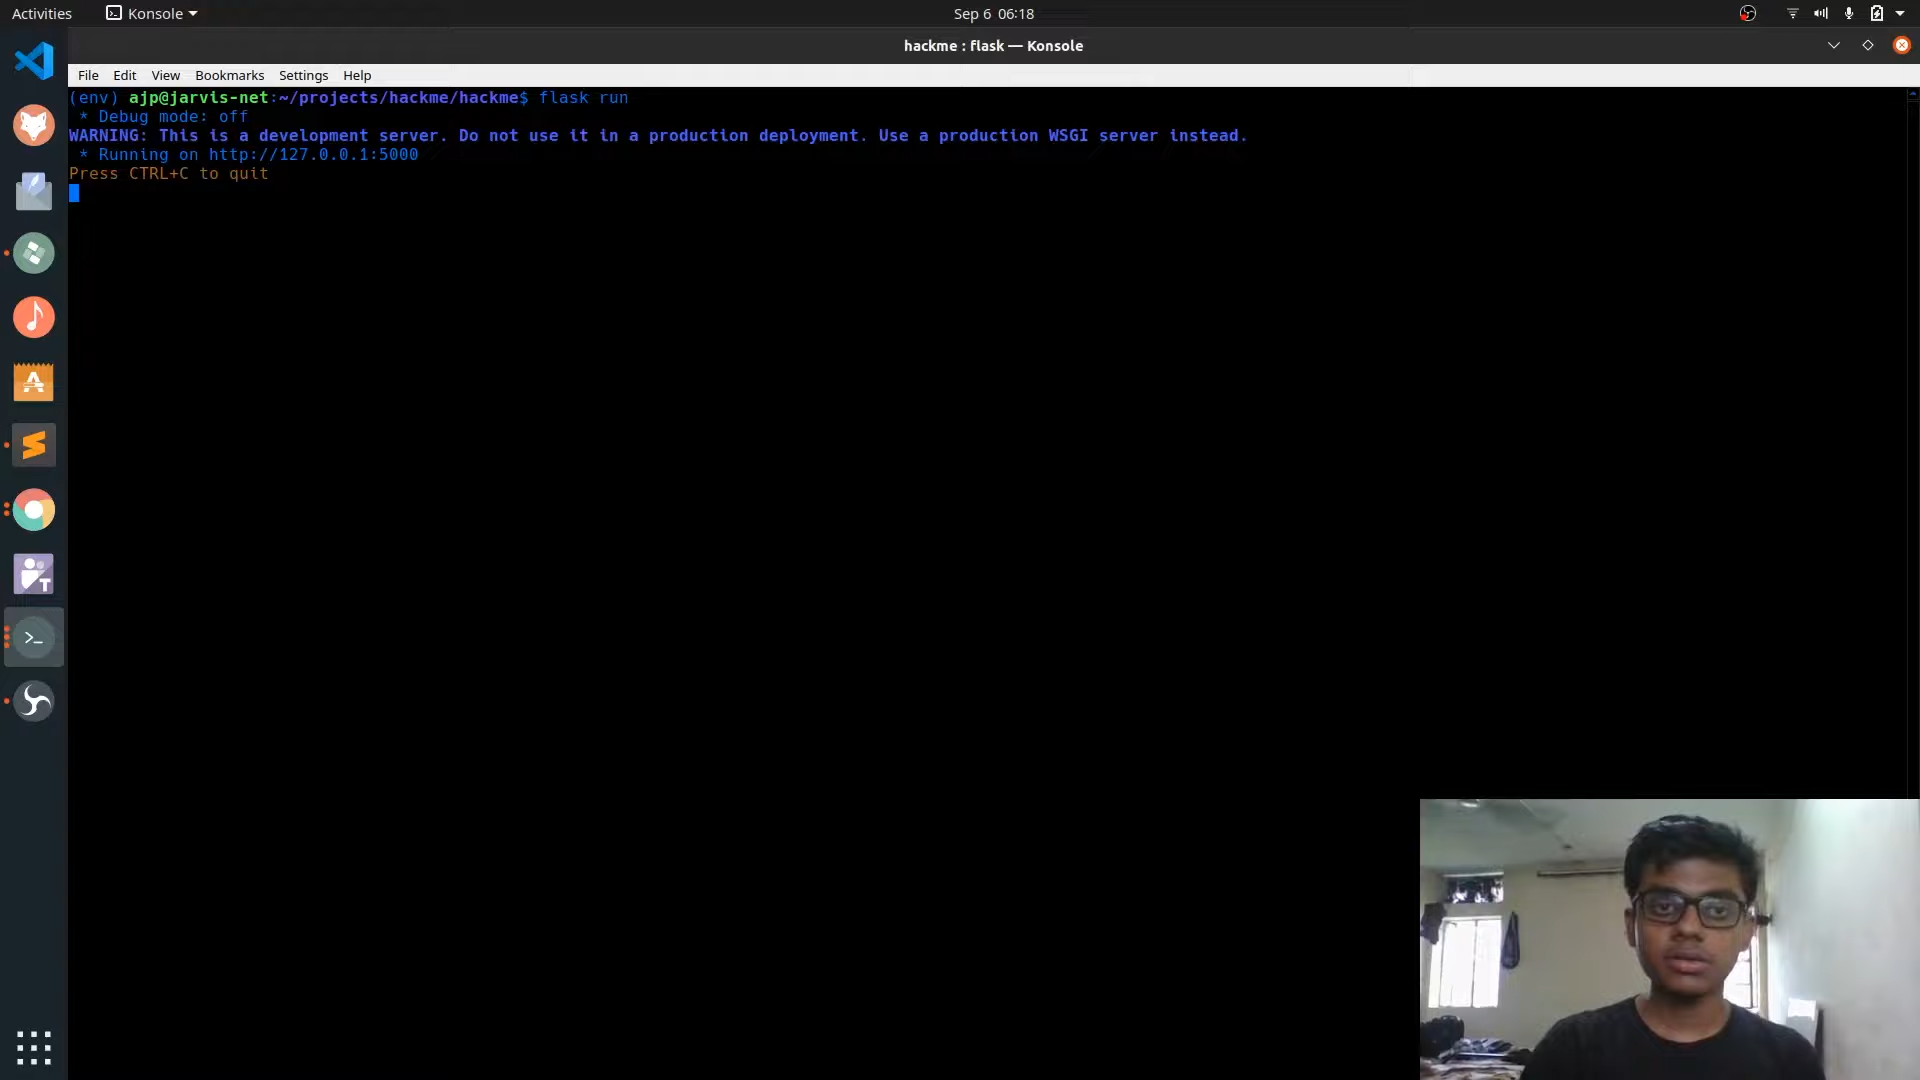 Activities
Konsole
Sep 6 06:18
hackme : flask — Konsole
File Edit View Bookmarks Settings Help
(env) ajp@jarvis-net:~/projects/hackme/hackme$ flask run
* Debug mode: off
WARNING: This is a development server. Do not use it in a production deployment. Use a production WSGI server instead.
* Running on http://127.0.0.1:5000
Press CTRL+C to quit